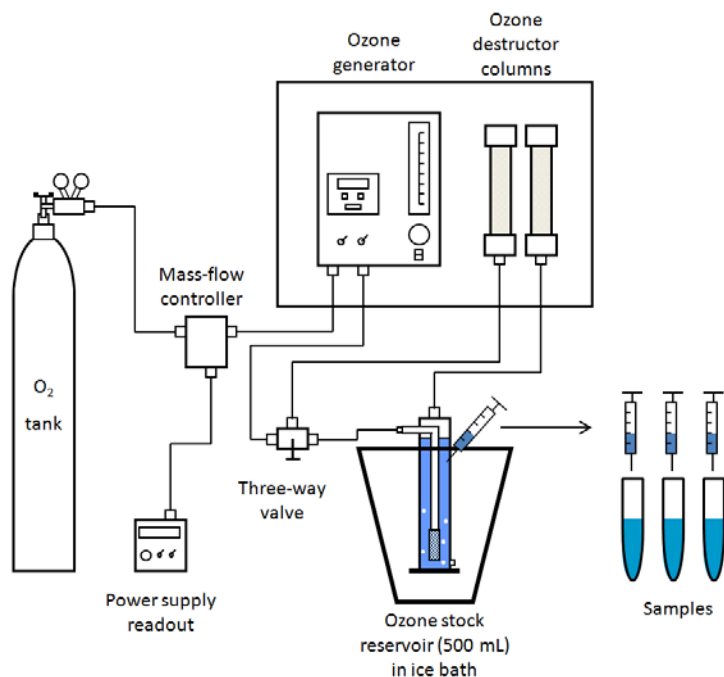 Ozone
generator
Ozone
destructor
columns
Mass-flow
controller
O₂
tank
Three-way
valve
Power supply
readout
Ozone stock
reservoir (500 mL)
in ice bath
Samples